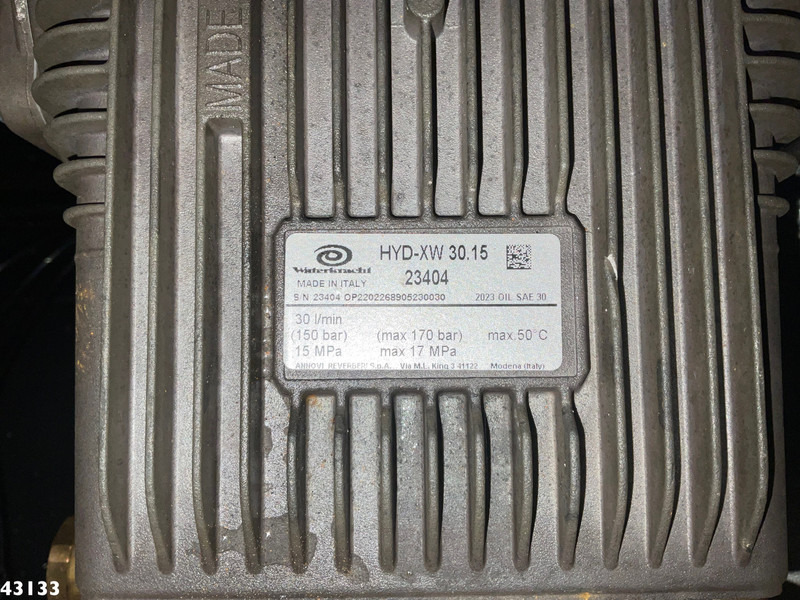 MADE
HYD-XW 30.15
Waterkracht
23404
MADE IN ITALY
S/N 23404 OP2202268905230030 2023 OIL SAE 30
30 l/min
(150 bar) (max 170 bar) max.50°C
15 MPa max 17 MPa
ANNOVI REVERBERI S.p.A. Via M.L. King 3 41122 Modena (Italy)
43133